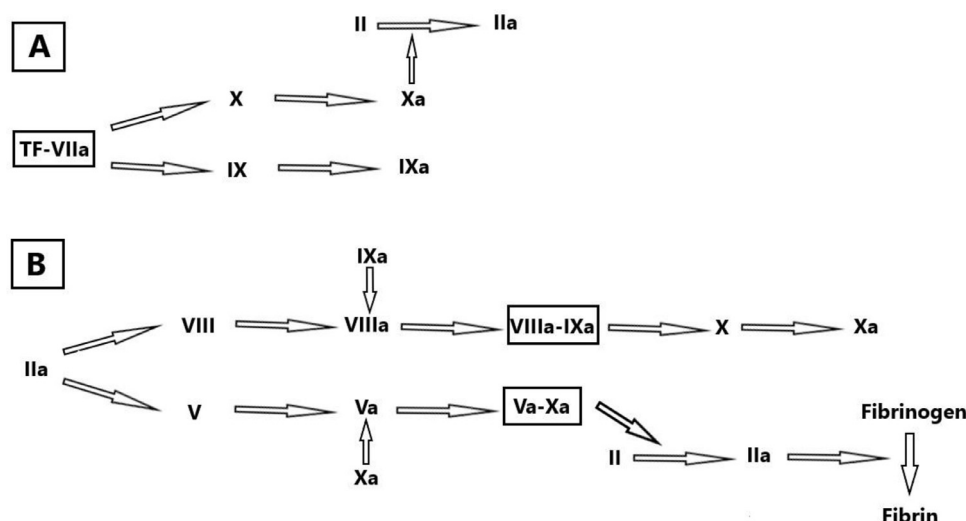 A
II IIa
X Xa
TF-VIIa
IX IXa
B
IXa
VIII VIIIa VIIIa-IXa X Xa
IIa
V Va Va-Xa Fibrinogen
II IIa
Xa
Fibrin